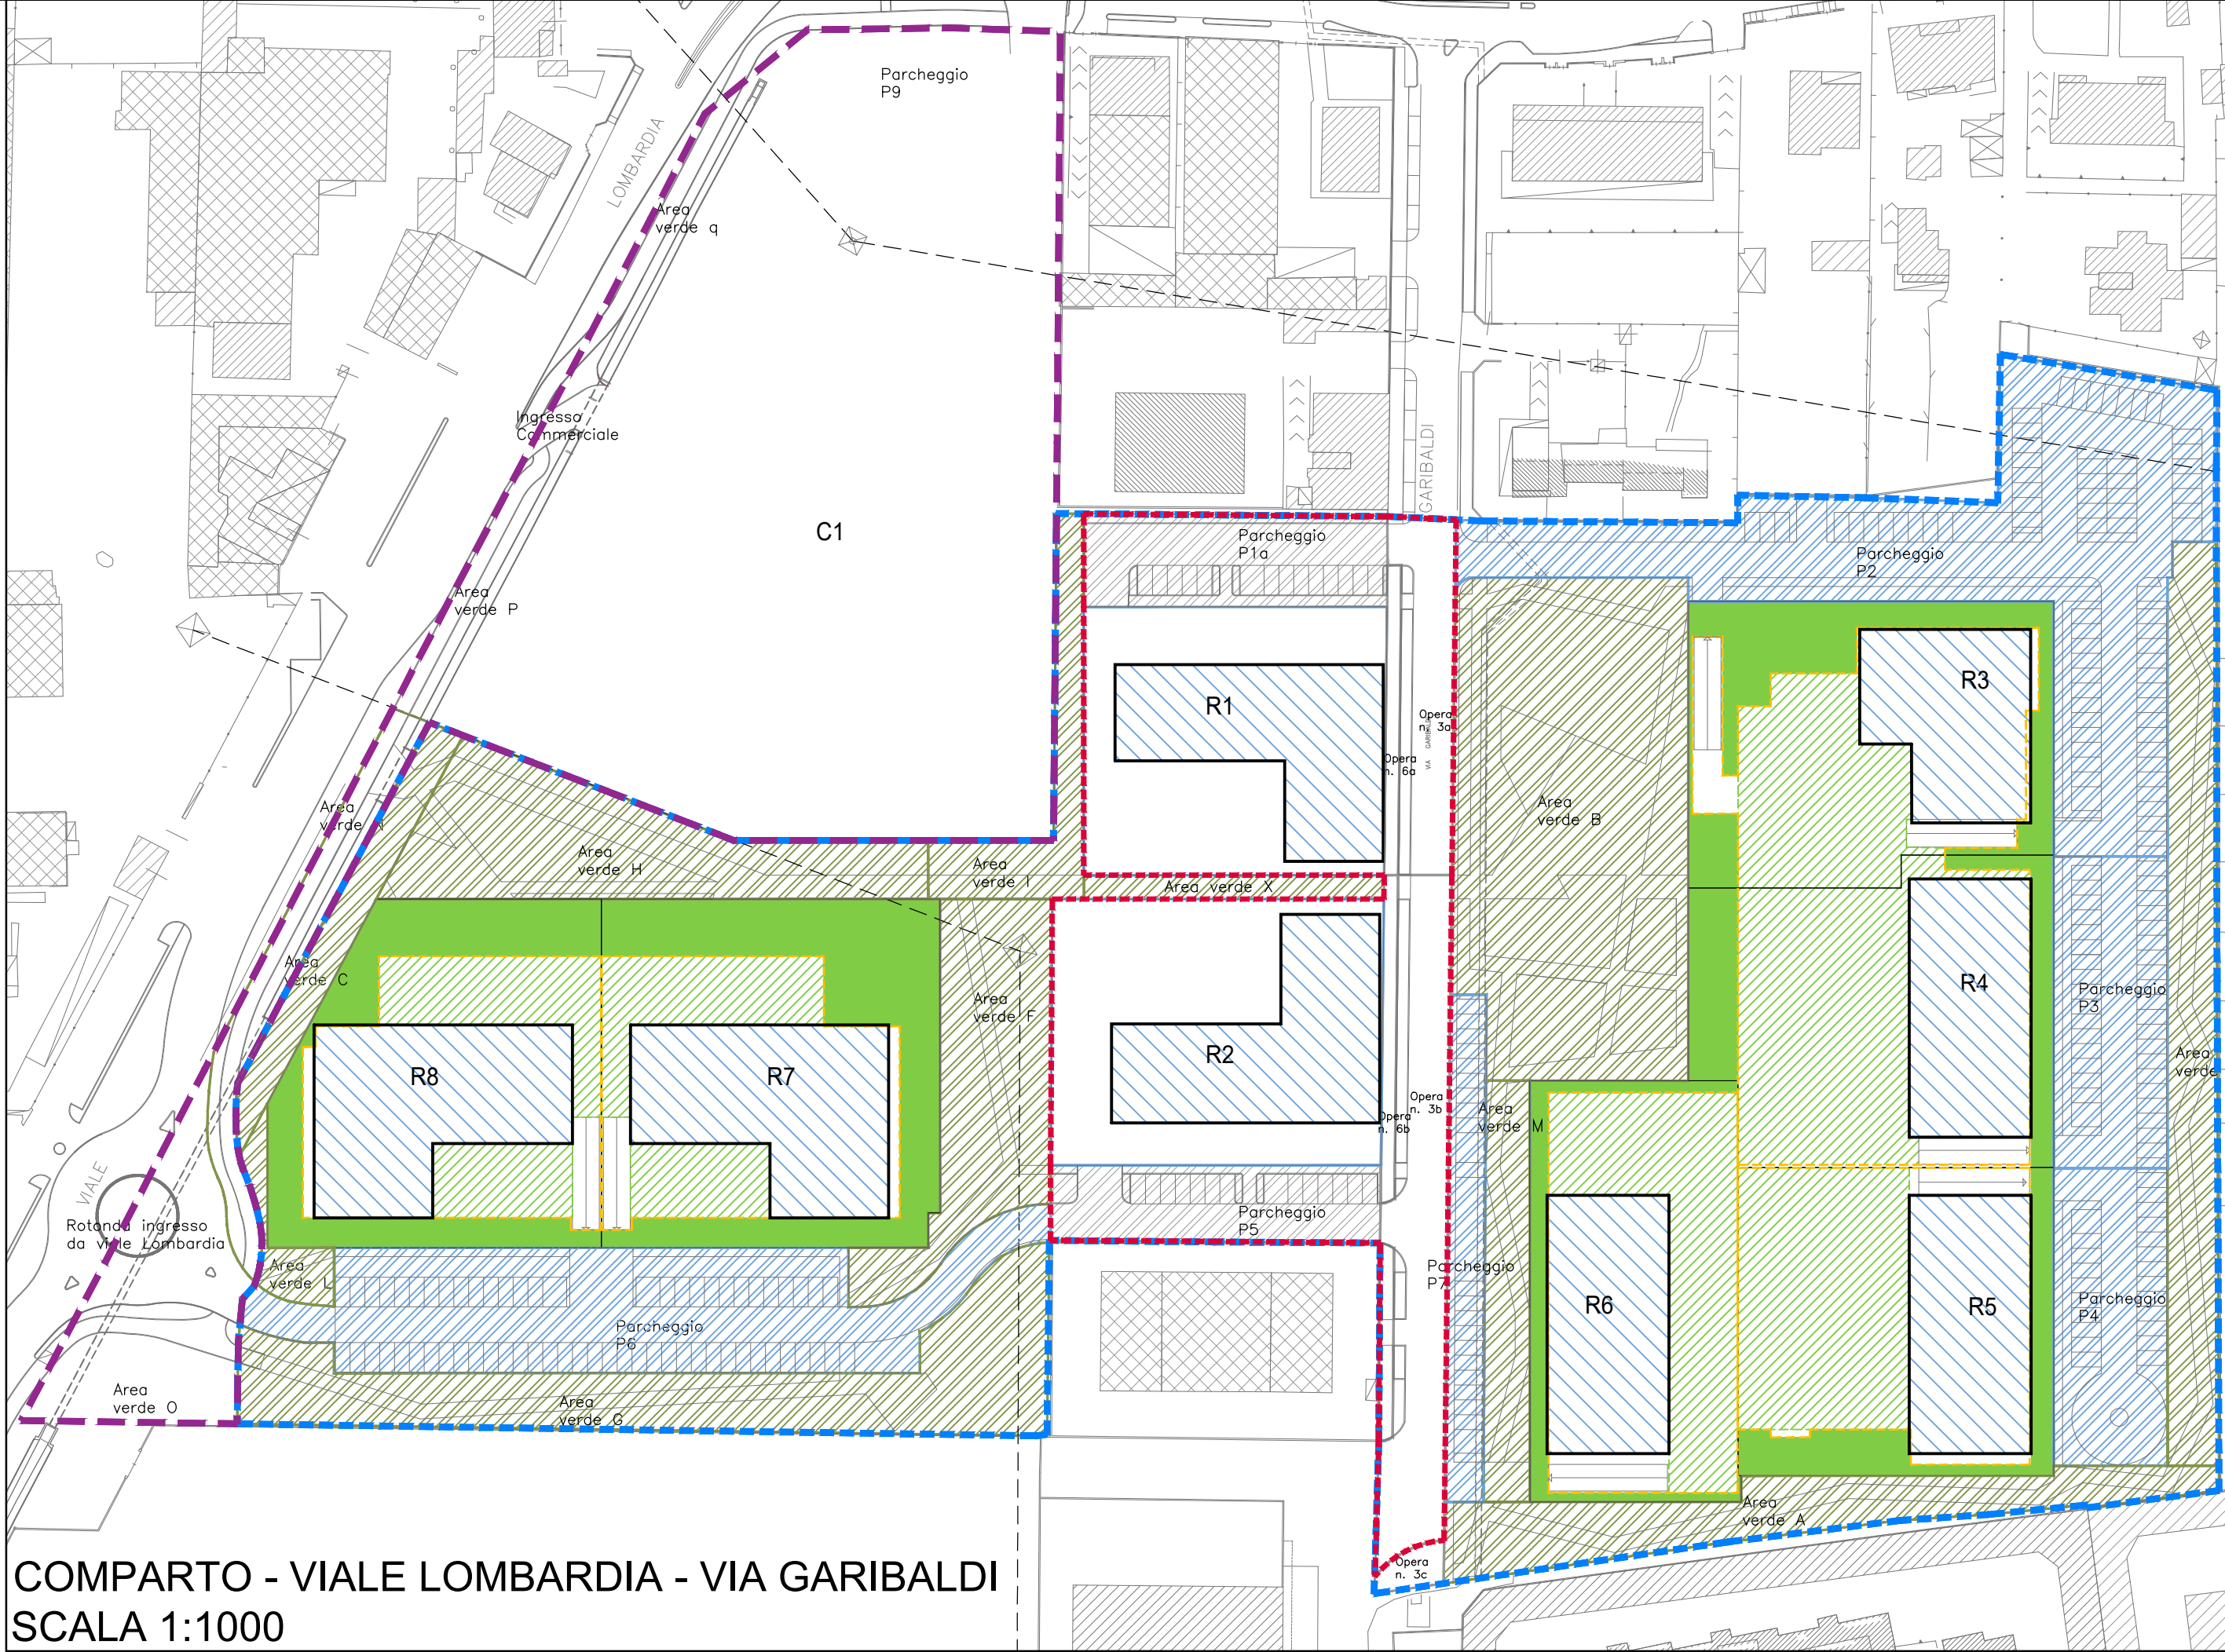 Parcheggio
P9
LOMBARDIA
Area
verde q
Ingresso
Commerciale
GARIBALDI
C1
Parcheggio
P1a
Parcheggio
P2
Area
verde P
R1
R3
Opera
n. 3a
VIA GARIBALDI
Opera
n. 6a
Area
verde B
Area
verde N
Area
verde H
Area
verde I
Area verde X
Area
verde C
Area
verde F
R4
Parcheggio
P3
R8
R7
R2
Area
verde
Opera
n. 3b
Opera
n. 6b
Area
verde M
VIALE
Rotonda ingresso
da viale Lombardia
Parcheggio
P5
Area
verde L
Parcheggio
P7
R6
R5
Parcheggio
P4
Parcheggio
P6
Area
verde O
Area
verde G
Area
verde A
Opera
n. 3c
COMPARTO - VIALE LOMBARDIA - VIA GARIBALDI
SCALA 1:1000